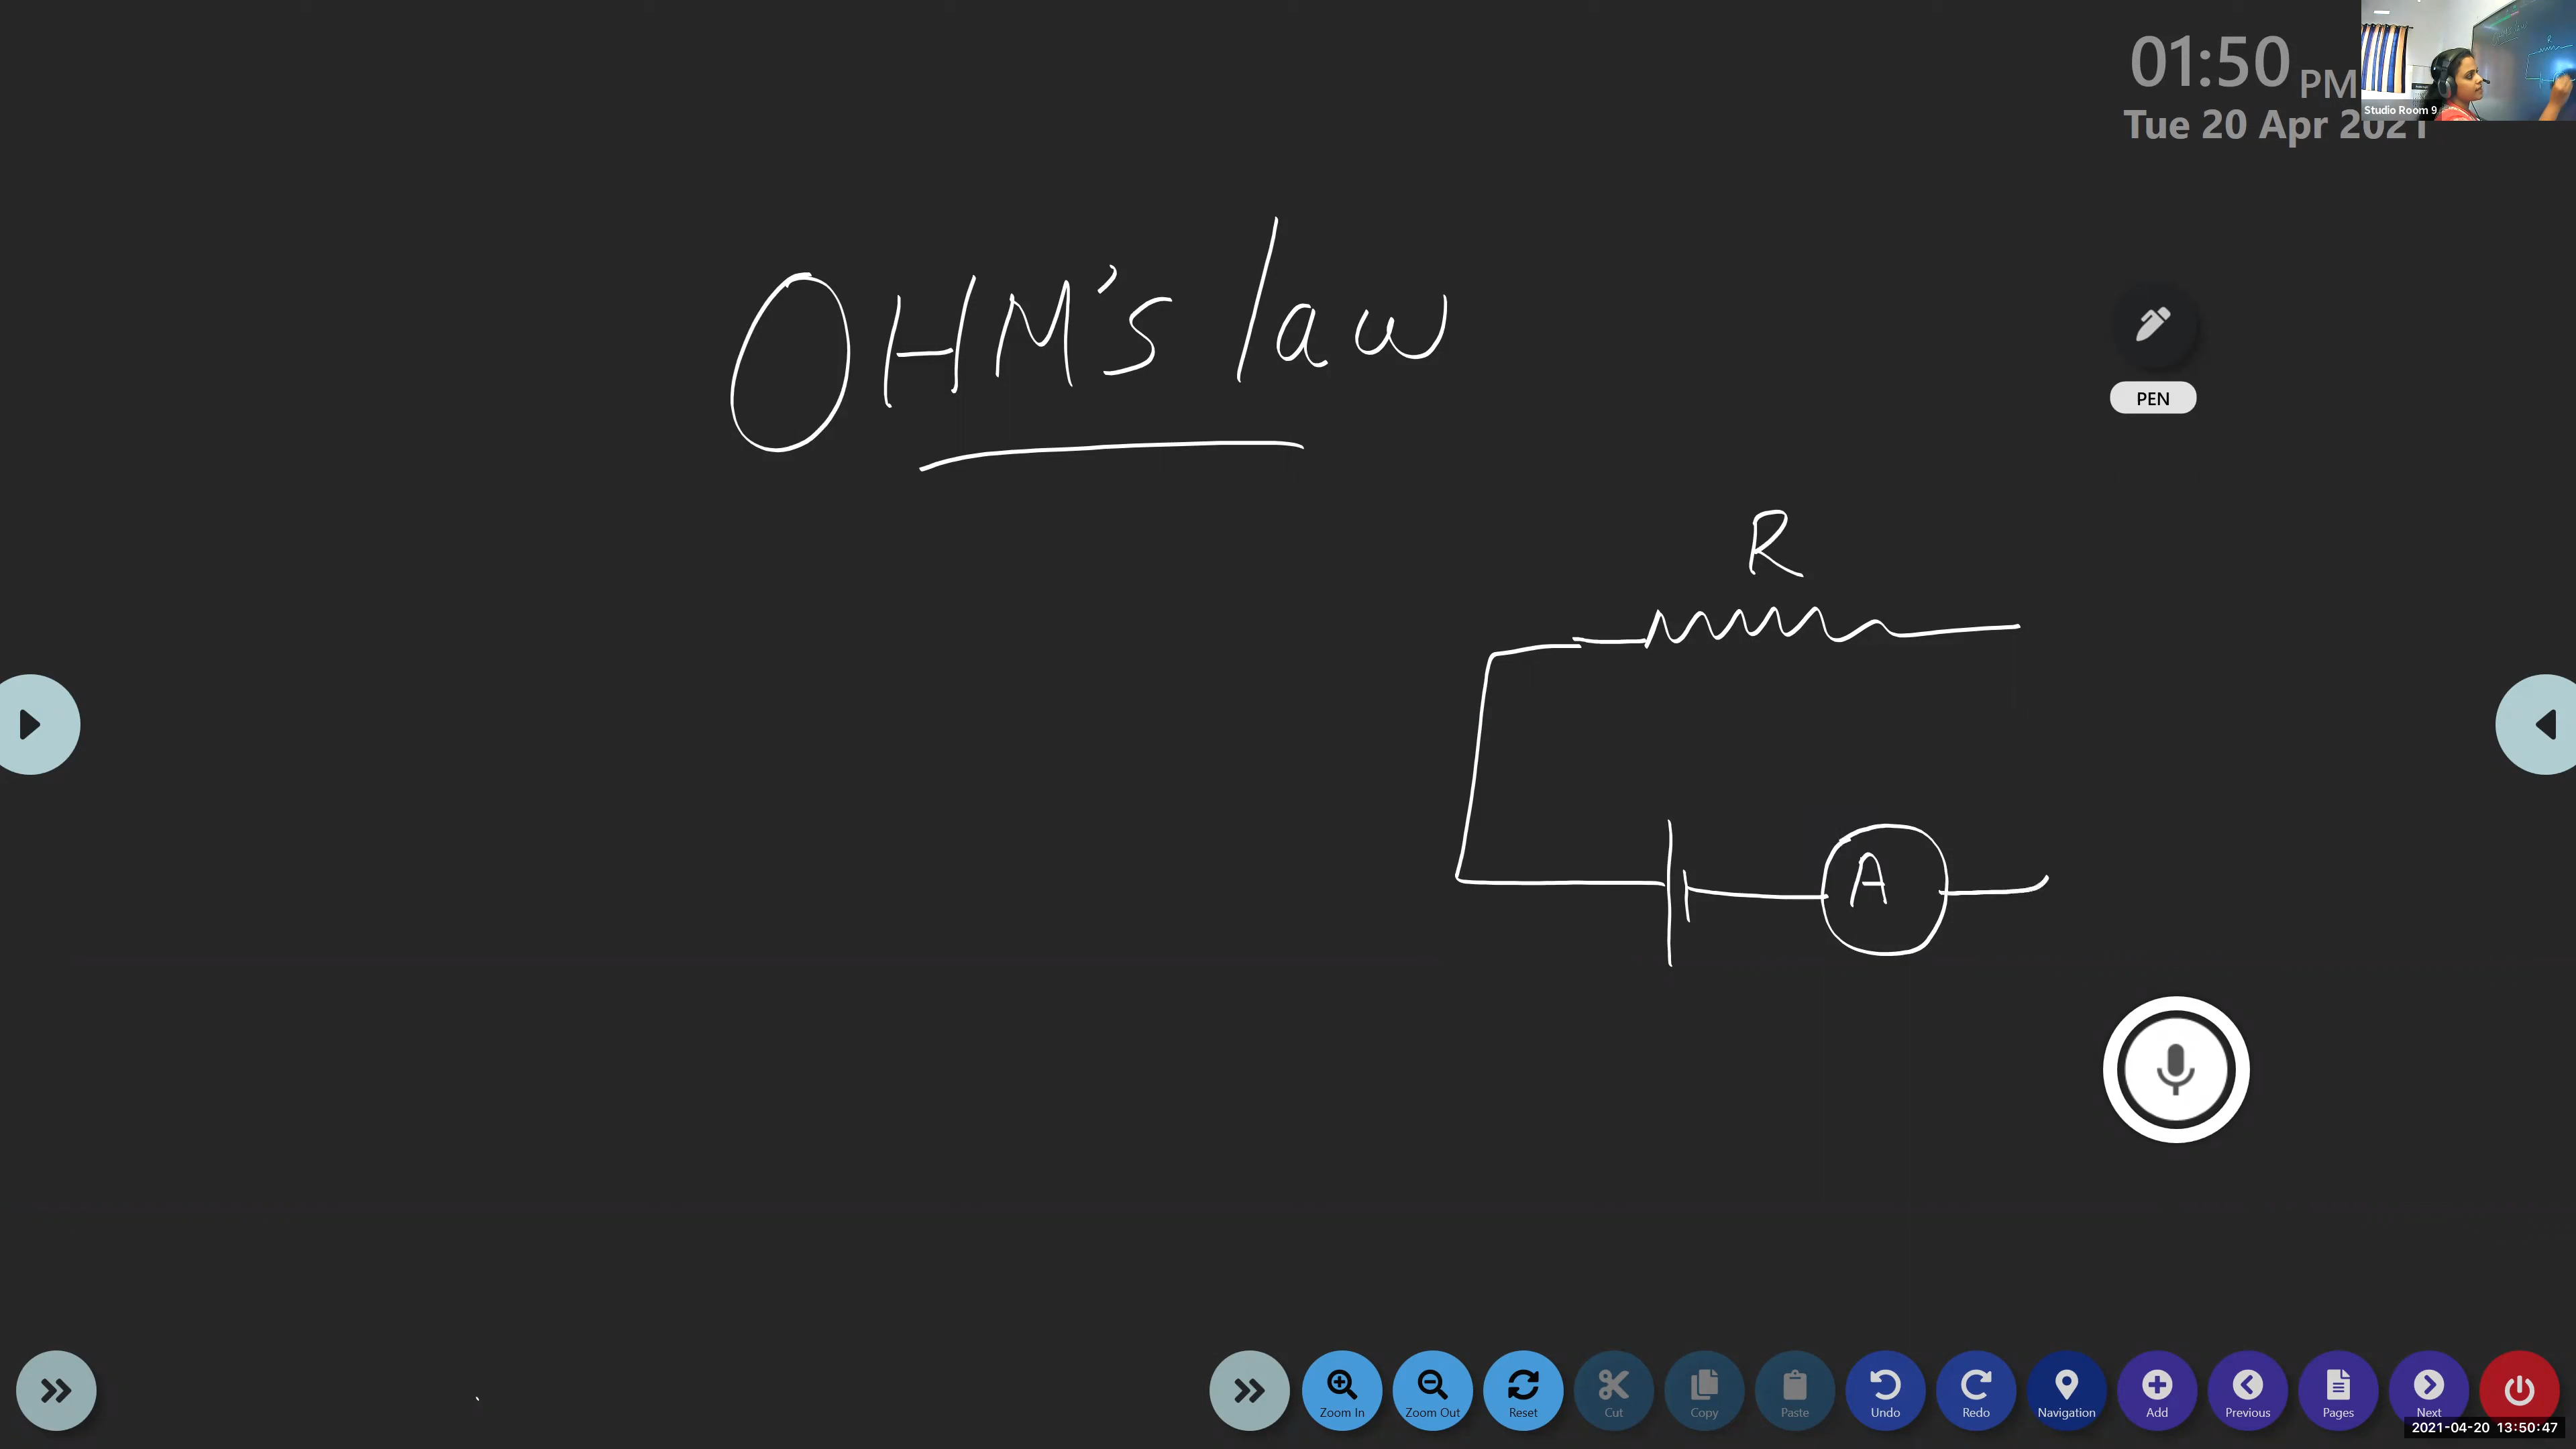 01:50 PM
Studio Room 9
Tue 20 Apr 2021
OHM's law
PEN
R
A
Zoom In
Zoom Out
Reset
Cut
Copy
Paste
Undo
Redo
Navigation
Add
Previous
Pages
Next
2021-04-20 13:50:47